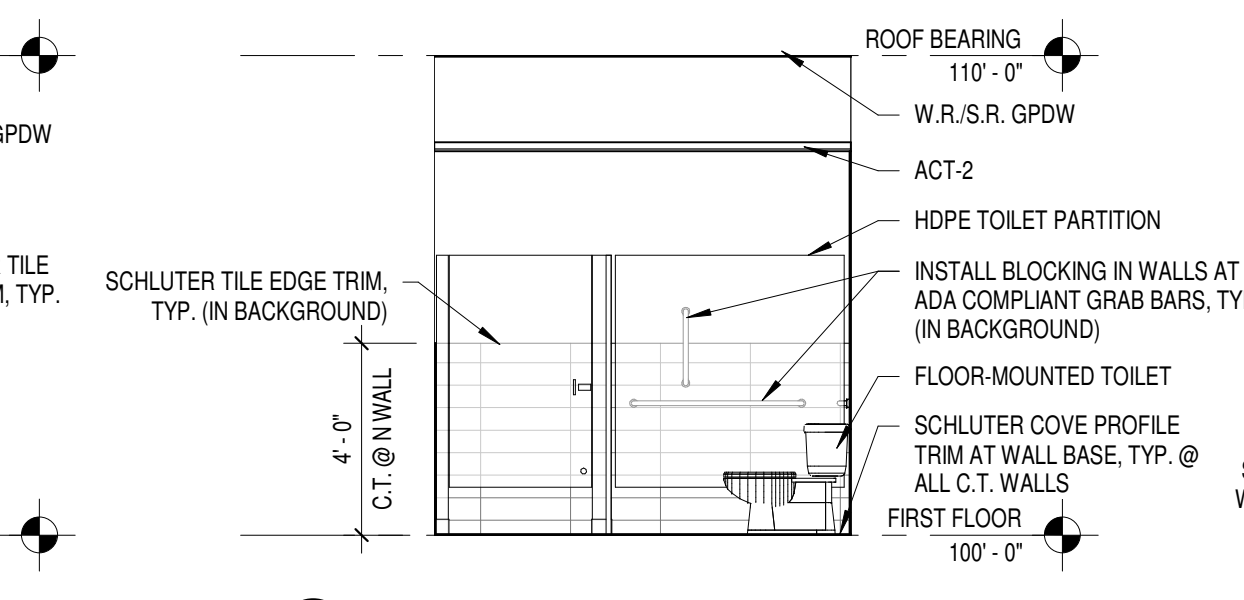 GPDW
TILE
TYP.
SCHLUTER TILE EDGE TRIM,
TYP. (IN BACKGROUND)
4' - 0"
C.T. @ N WALL
ROOF BEARING
110' - 0"
W.R./S.R. GPDW
ACT-2
HDPE TOILET PARTITION
INSTALL BLOCKING IN WALLS AT
ADA COMPLIANT GRAB BARS,
(IN BACKGROUND)
FLOOR-MOUNTED TOILET
SCHLUTER COVE PROFILE
TRIM AT WALL BASE, TYP. @
ALL C.T. WALLS
FIRST FLOOR
100' - 0"